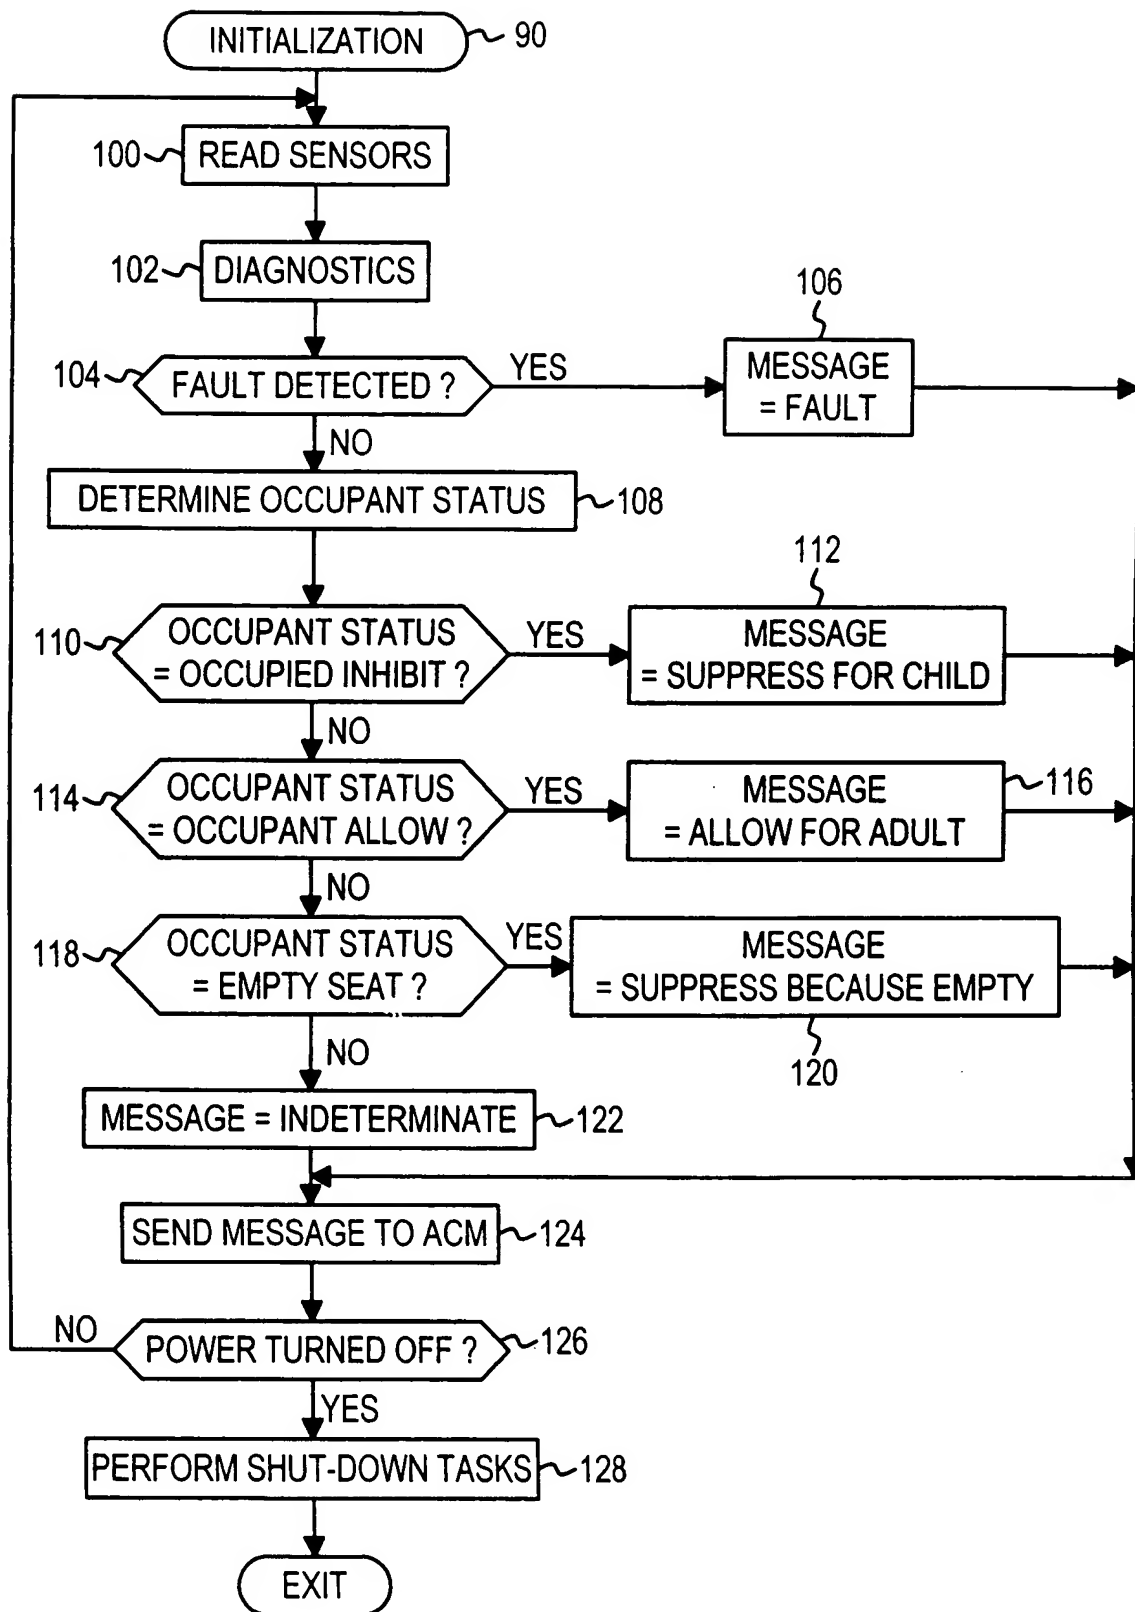 INITIALIZATION
90
100
READ SENSORS
102
DIAGNOSTICS
106
104
FAULT DETECTED ?
YES
MESSAGE
= FAULT
NO
DETERMINE OCCUPANT STATUS
108
112
110
OCCUPANT STATUS
= OCCUPIED INHIBIT ?
YES
MESSAGE
= SUPPRESS FOR CHILD
NO
114
OCCUPANT STATUS
= OCCUPANT ALLOW ?
YES
MESSAGE
= ALLOW FOR ADULT
116
NO
118
OCCUPANT STATUS
= EMPTY SEAT ?
YES
MESSAGE
= SUPPRESS BECAUSE EMPTY
120
NO
MESSAGE = INDETERMINATE
122
SEND MESSAGE TO ACM
124
NO
POWER TURNED OFF ?
126
YES
PERFORM SHUT-DOWN TASKS
128
EXIT